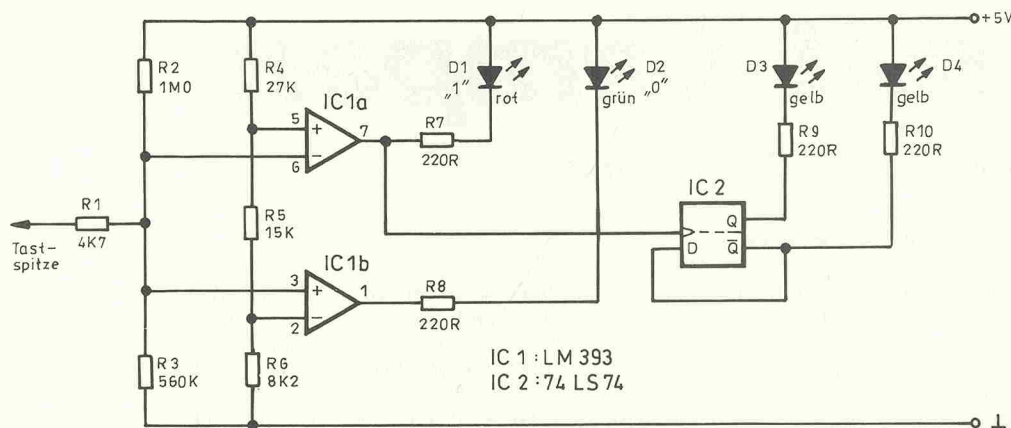 +5V
R2
1M0
R4
27K
D1
„1"
rot
D2
grün „0"
D3
gelb
D4
gelb
IC1a
5
+
7
−
6
R7
220R
R9
220R
R10
220R
R1
4K7
Tast-
spitze
R5
15K
IC 2
Q
D
Q̅
IC1b
3
+
1
−
2
R8
220R
R3
560K
R6
8K2
IC 1 : LM 393
IC 2 : 74 LS 74
⊥